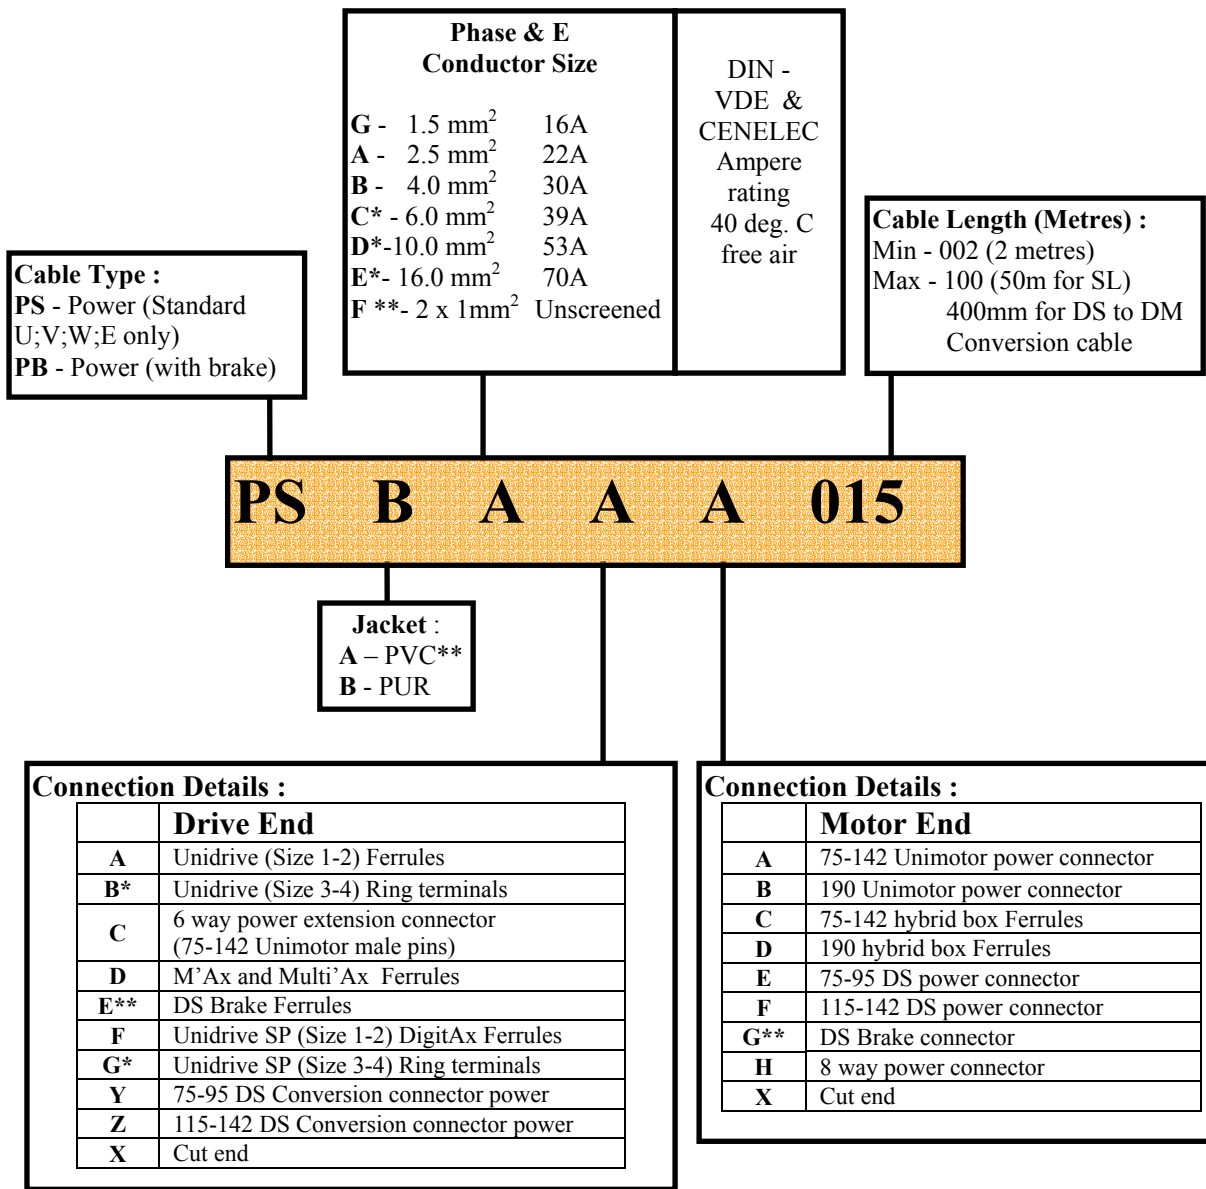 Phase & E
Conductor Size
G - 1.5 mm² 16A
A - 2.5 mm² 22A
B - 4.0 mm² 30A
C* - 6.0 mm² 39A
D*-10.0 mm² 53A
E*- 16.0 mm² 70A
F **- 2 x 1mm² Unscreened
DIN -
VDE &
CENELEC
Ampere
rating
40 deg. C
free air
Cable Type :
PS - Power (Standard
U;V;W;E only)
PB - Power (with brake)
Cable Length (Metres) :
Min - 002 (2 metres)
Max - 100 (50m for SL)
400mm for DS to DM
Conversion cable
PS B A A A 015
Jacket :
A – PVC**
B - PUR
Connection Details :
Drive End
A Unidrive (Size 1-2) Ferrules
B* Unidrive (Size 3-4) Ring terminals
C 6 way power extension connector
(75-142 Unimotor male pins)
D M’Ax and Multi’Ax Ferrules
E** DS Brake Ferrules
F Unidrive SP (Size 1-2) DigitAx Ferrules
G* Unidrive SP (Size 3-4) Ring terminals
Y 75-95 DS Conversion connector power
Z 115-142 DS Conversion connector power
X Cut end
Connection Details :
Motor End
A 75-142 Unimotor power connector
B 190 Unimotor power connector
C 75-142 hybrid box Ferrules
D 190 hybrid box Ferrules
E 75-95 DS power connector
F 115-142 DS power connector
G** DS Brake connector
H 8 way power connector
X Cut end